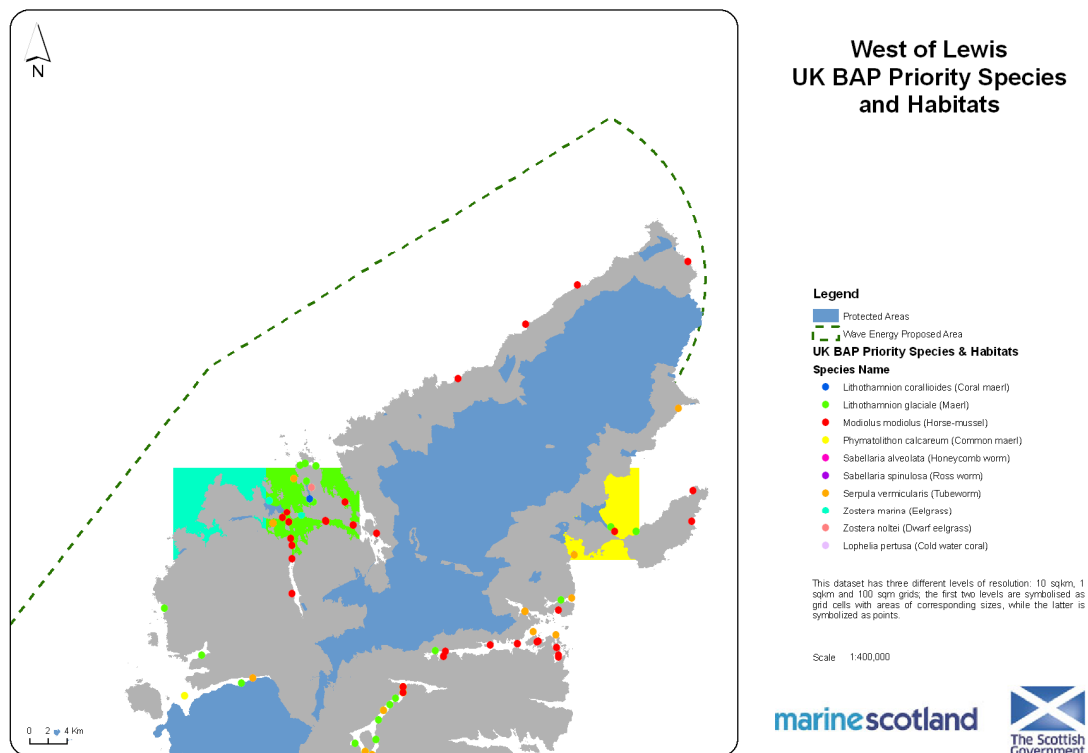 N
West of Lewis
UK BAP Priority Species
and Habitats
Legend
Protected Areas
Wave Energy Proposed Area
UK BAP Priority Species & Habitats
Species Name
Lithothamnion corallioides (Coral maerl)
Lithothamnion glaciale (Maerl)
Modiolus modiolus (Horse-mussel)
Phymatolithon calcareum (Common maerl)
Sabellaria alveolata (Honeycomb worm)
Sabellaria spinulosa (Ross worm)
Serpula vermicularis (Tubeworm)
Zostera marina (Eelgrass)
Zostera noltei (Dwarf eelgrass)
Lophelia pertusa (Cold water coral)
This dataset has three different levels of resolution: 10 sqkm, 1
sqkm and 100 sqm grids; the first two levels are symbolised as
grid cells with areas of corresponding sizes, while the latter is
symbolized as points.
Scale 1:400,000
0 2 4 Km
marinescotland
The Scottish
Government